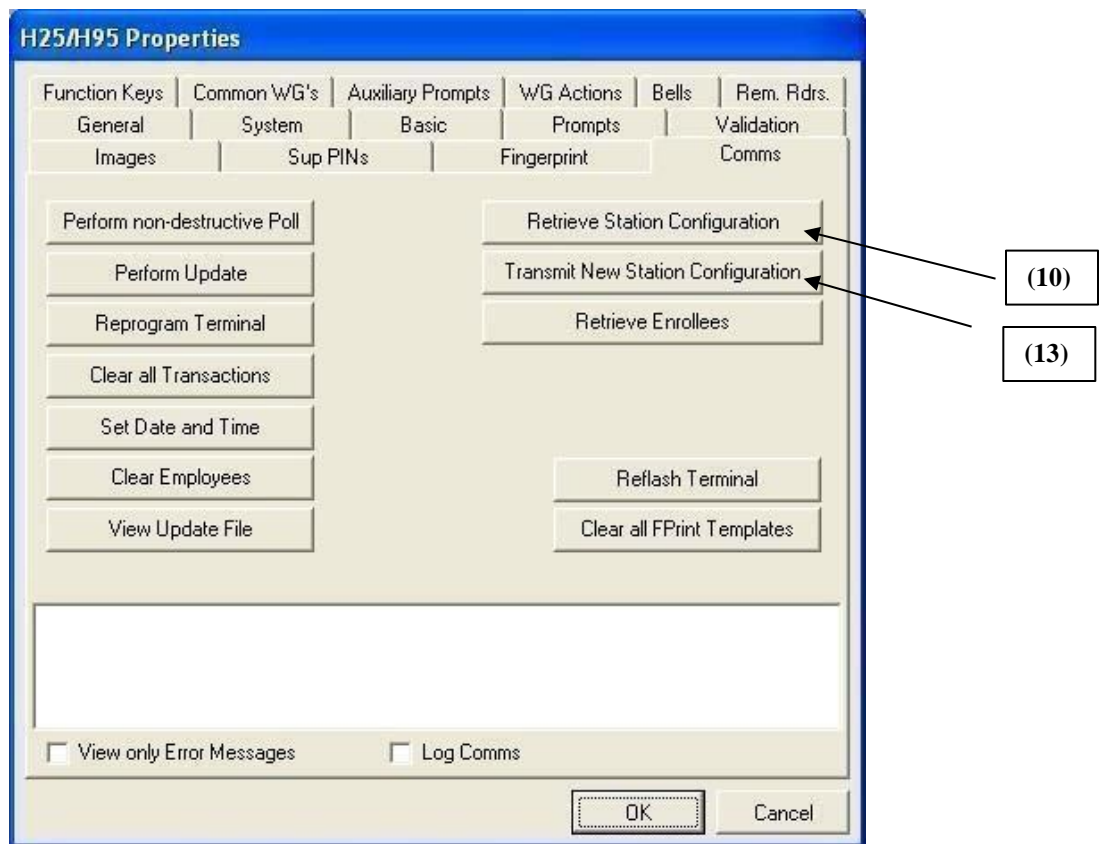 H25/H95 Properties
Function Keys Common WG's Auxiliary Prompts WG Actions Bells Rem. Rdrs.
General System Basic Prompts Validation
Images Sup PINs Fingerprint Comms
Perform non-destructive Poll Retrieve Station Configuration
Perform Update Transmit New Station Configuration (10)
Reprogram Terminal Retrieve Enrollees
(13)
Clear all Transactions
Set Date and Time
Clear Employees Reflash Terminal
View Update File Clear all FPrint Templates
View only Error Messages Log Comms
OK Cancel